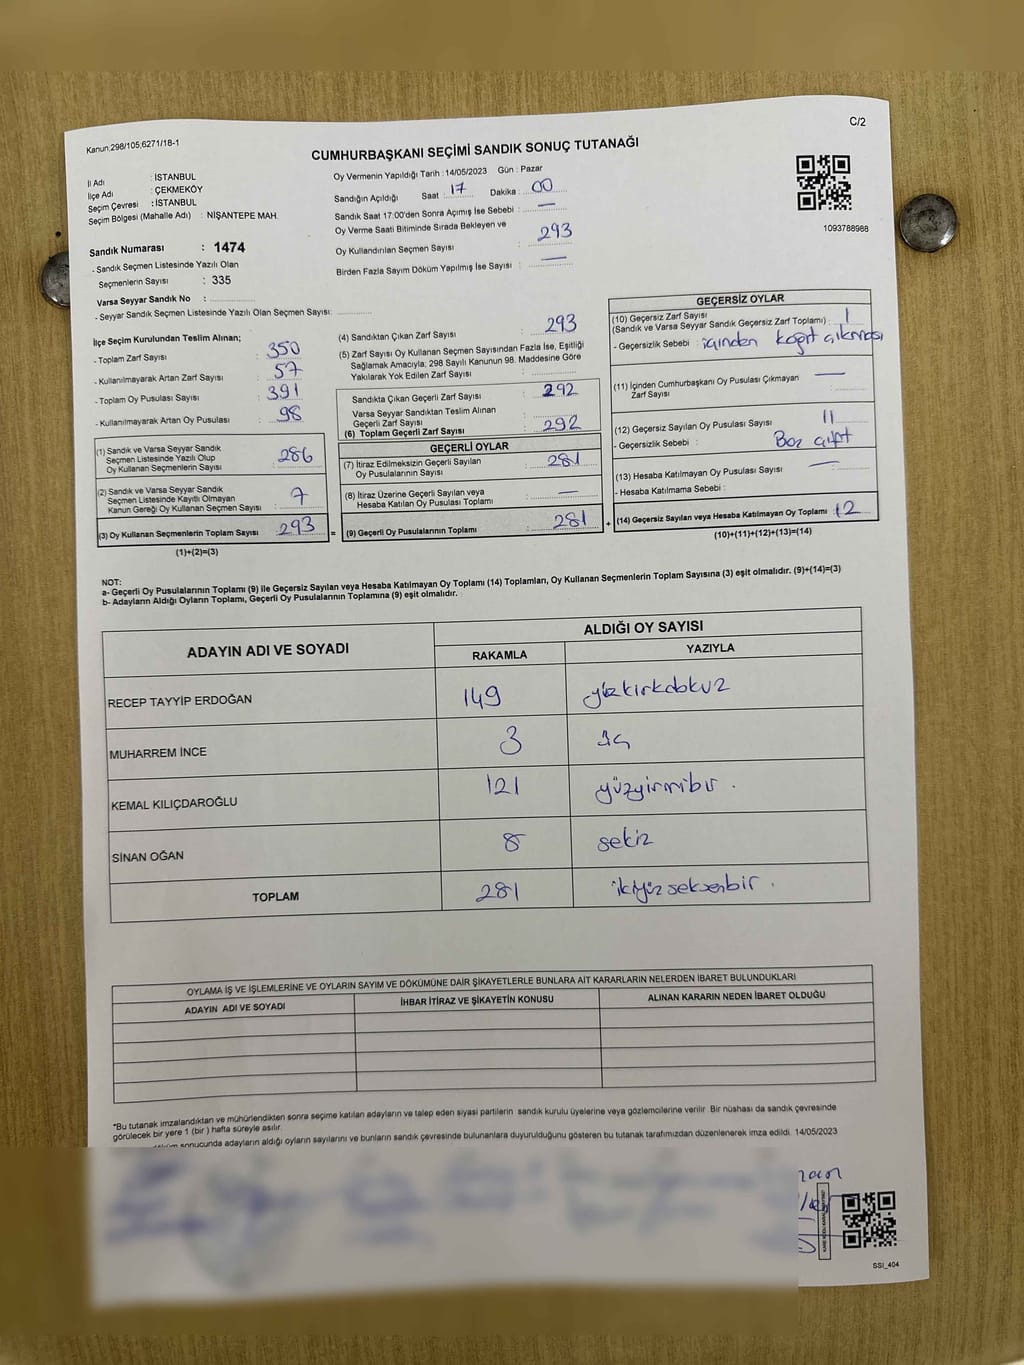 Kanun:298/105,6271/18-1
C/2
CUMHURBAŞKANI SEÇİMİ SANDIK SONUÇ TUTANAĞI
İl Adı : İSTANBUL
İlçe Adı : ÇEKMEKÖY
Seçim Çevresi : İSTANBUL
Seçim Bölgesi (Mahalle Adı) : NİŞANTEPE MAH.
Sandık Numarası : 1474
- Sandık Seçmen Listesinde Yazılı Olan
Seçmenlerin Sayısı : 335
Varsa Seyyar Sandık No :
- Seyyar Sandık Seçmen Listesinde Yazılı Olan Seçmen Sayısı:
Oy Vermenin Yapıldığı Tarih : 14/05/2023 Gün : Pazar
Sandığın Açıldığı Saat : 17 Dakika : 00
Sandık Saat 17:00'den Sonra Açımış İse Sebebi : —
Oy Verme Saati Bitiminde Sırada Bekleyen ve
Oy Kullandırılan Seçmen Sayısı : 293
Birden Fazla Sayım Döküm Yapılmış İse Sayısı : —
1093788988
İlçe Seçim Kurulundan Teslim Alınan;
- Toplam Zarf Sayısı : 350
- Kullanılmayarak Artan Zarf Sayısı : 57
- Toplam Oy Pusulası Sayısı : 391
- Kullanılmayarak Artan Oy Pusulası : 98
(1) Sandık ve Varsa Seyyar Sandık
Seçmen Listesinde Yazılı Olup
Oy Kullanan Seçmenlerin Sayısı : 286
(2) Sandık ve Varsa Seyyar Sandık
Seçmen Listesinde Kayıtlı Olmayan
Kanun Gereği Oy Kullanan Seçmen Sayısı : 7
(3) Oy Kullanan Seçmenlerin Toplam Sayısı : 293 =
(1)+(2)=(3)
(4) Sandıktan Çıkan Zarf Sayısı : 293
(5) Zarf Sayısı Oy Kullanan Seçmen Sayısından Fazla İse, Eşitliği
Sağlamak Amacıyla; 298 Sayılı Kanunun 98. Maddesine Göre
Yakılarak Yok Edilen Zarf Sayısı :
Sandıkta Çıkan Geçerli Zarf Sayısı : 292
Varsa Seyyar Sandıktan Teslim Alınan
Geçerli Zarf Sayısı :
(6) Toplam Geçerli Zarf Sayısı : 292
GEÇERLİ OYLAR
(7) İtiraz Edilmeksizin Geçerli Sayılan
Oy Pusulalarının Sayısı : 281
(8) İtiraz Üzerine Geçerli Sayılan veya
Hesaba Katılan Oy Pusulası Toplamı : —
(9) Geçerli Oy Pusulalarının Toplamı : 281 +
GEÇERSİZ OYLAR
(10) Geçersiz Zarf Sayısı
(Sandık ve Varsa Seyyar Sandık Geçersiz Zarf Toplamı) : 1
- Geçersizlik Sebebi : içinden kağıt çıkması
(11) İçinden Cumhurbaşkanı Oy Pusulası Çıkmayan
Zarf Sayısı : —
(12) Geçersiz Sayılan Oy Pusulası Sayısı : 11
- Geçersizlik Sebebi : Boz çift
(13) Hesaba Katılmayan Oy Pusulası Sayısı : —
- Hesaba Katılmama Sebebi :
(14) Geçersiz Sayılan veya Hesaba Katılmayan Oy Toplamı : 12
(10)+(11)+(12)+(13)=(14)
NOT:
a- Geçerli Oy Pusulalarının Toplamı (9) ile Geçersiz Sayılan veya Hesaba Katılmayan Oy Toplamı (14) Toplamları, Oy Kullanan Seçmenlerin Toplam Sayısına (3) eşit olmalıdır. (9)+(14)=(3)
b- Adayların Aldığı Oyların Toplamı, Geçerli Oy Pusulalarının Toplamına (9) eşit olmalıdır.
ADAYIN ADI VE SOYADI
ALDIĞI OY SAYISI
RAKAMLA YAZIYLA
RECEP TAYYİP ERDOĞAN 149 yüzkırkdokuz
MUHARREM İNCE 3 üç
KEMAL KILIÇDAROĞLU 121 yüzyirmibir.
SİNAN OĞAN 8 sekiz
TOPLAM 281 ikiyüzseksenbir.
OYLAMA İŞ VE İŞLEMLERİNE VE OYLARIN SAYIM VE DÖKÜMÜNE DAİR ŞİKAYETLERLE BUNLARA AİT KARARLARIN NELERDEN İBARET BULUNDUKLARI
ADAYIN ADI VE SOYADI İHBAR İTİRAZ VE ŞİKAYETİN KONUSU ALINAN KARARIN NEDEN İBARET OLDUĞU
*Bu tutanak imzalandıktan ve mühürlendikten sonra seçime katılan adayların ve talep eden siyasi partilerin sandık kurulu üyelerine veya gözlemcilerine verilir. Bir nüshası da sandık çevresinde
görülecek bir yere 1 (bir ) hafta süreyle asılır.
sonucunda adayların aldığı oyların sayılarını ve bunların sandık çevresinde bulunanlara duyurulduğunu gösteren bu tutanak tarafımızdan düzenlenerek imza edildi. 14/05/2023
SSI_404